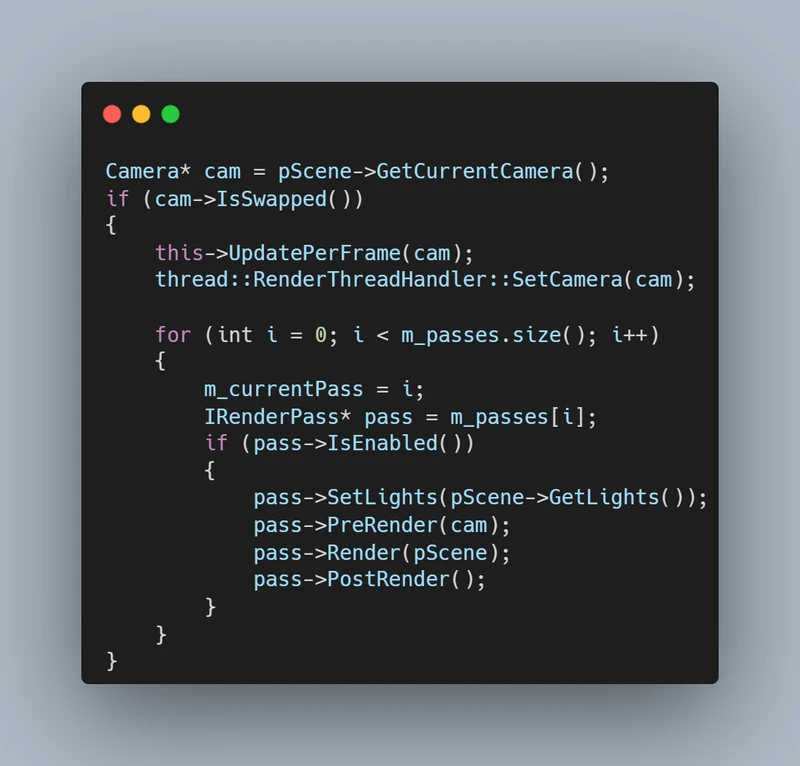 Camera* cam = pScene->GetCurrentCamera();
if (cam->IsSwapped())
{
    this->UpdatePerFrame(cam);
    thread::RenderThreadHandler::SetCamera(cam);

    for (int i = 0; i < m_passes.size(); i++)
    {
        m_currentPass = i;
        IRenderPass* pass = m_passes[i];
        if (pass->IsEnabled())
        {
            pass->SetLights(pScene->GetLights());
            pass->PreRender(cam);
            pass->Render(pScene);
            pass->PostRender();
        }
    }
}